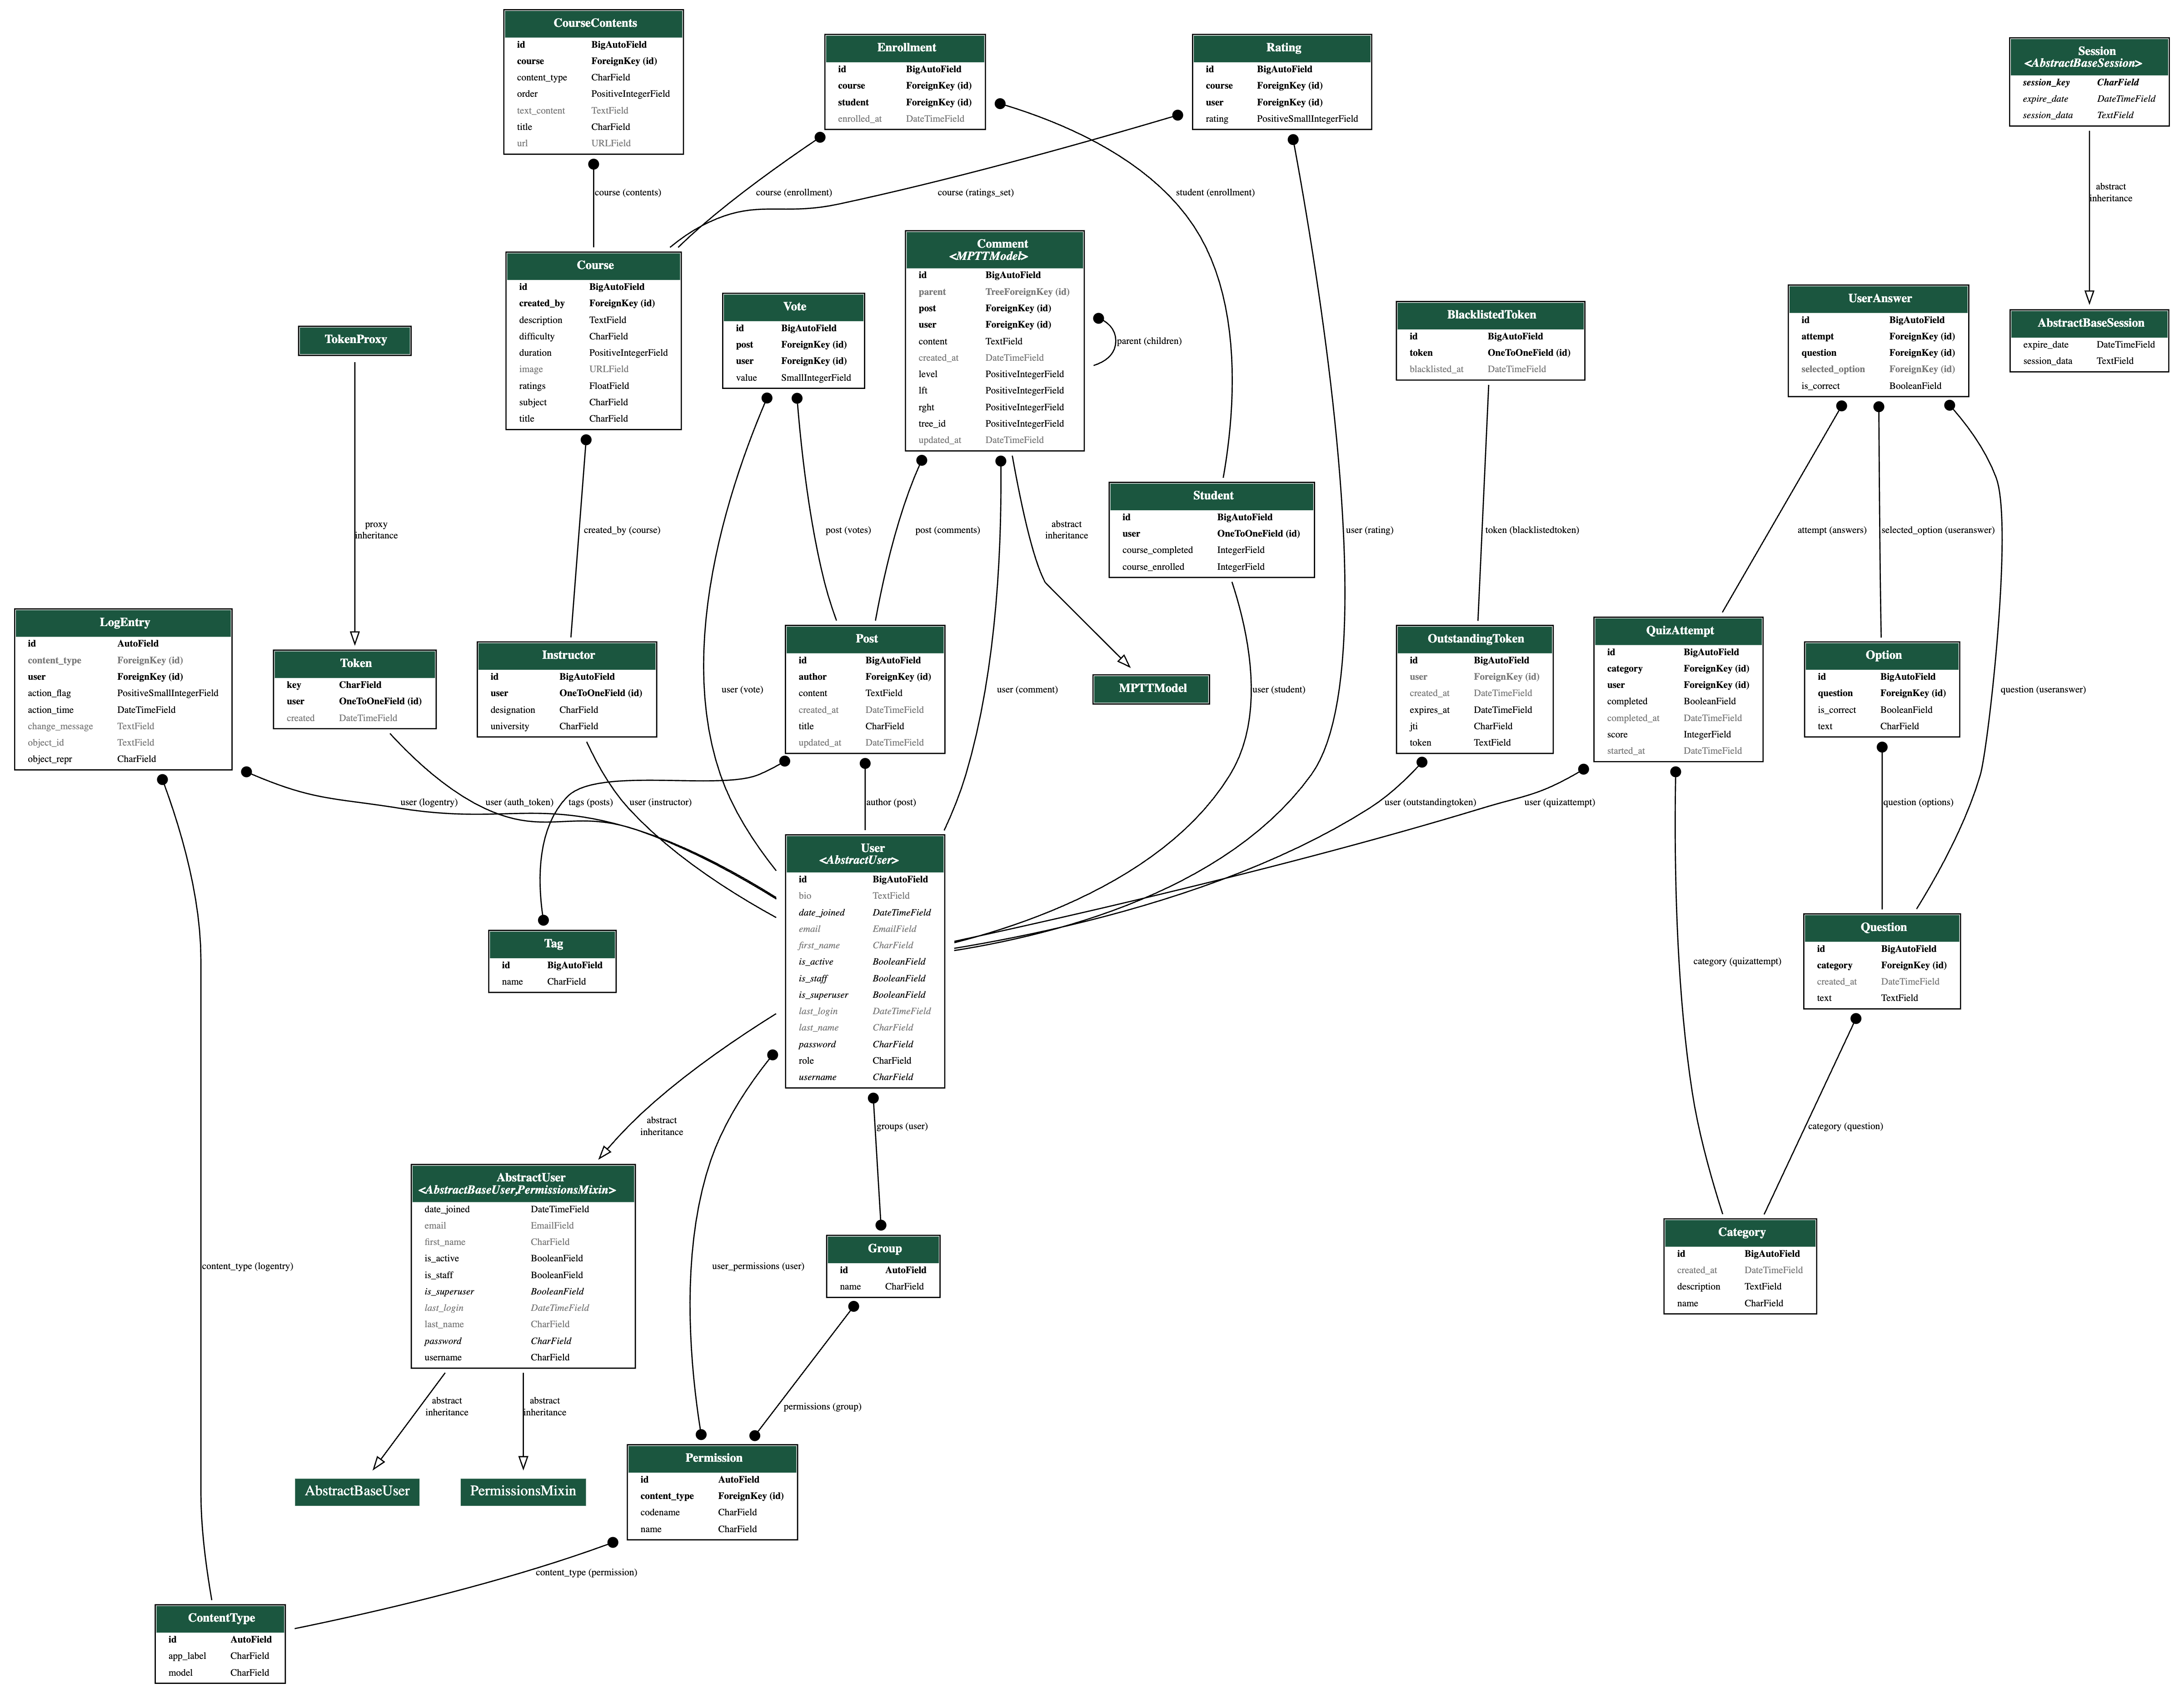 CourseContents
id BigAutoField
course ForeignKey (id)
content_type CharField
order PositiveIntegerField
text_content TextField
title CharField
url URLField
Enrollment
id BigAutoField
course ForeignKey (id)
student ForeignKey (id)
enrolled_at DateTimeField
Rating
id BigAutoField
course ForeignKey (id)
user ForeignKey (id)
rating PositiveSmallIntegerField
Session
<AbstractBaseSession>
session_key CharField
expire_date DateTimeField
session_data TextField
course (contents)
course (enrollment)
course (ratings_set)
student (enrollment)
abstract
inheritance
Course
id BigAutoField
created_by ForeignKey (id)
description TextField
difficulty CharField
duration PositiveIntegerField
image URLField
ratings FloatField
subject CharField
title CharField
Vote
id BigAutoField
post ForeignKey (id)
user ForeignKey (id)
value SmallIntegerField
Comment
<MPTTModel>
id BigAutoField
parent TreeForeignKey (id)
post ForeignKey (id)
user ForeignKey (id)
content TextField
created_at DateTimeField
level PositiveIntegerField
lft PositiveIntegerField
rght PositiveIntegerField
tree_id PositiveIntegerField
updated_at DateTimeField
parent (children)
BlacklistedToken
id BigAutoField
token OneToOneField (id)
blacklisted_at DateTimeField
UserAnswer
id BigAutoField
attempt ForeignKey (id)
question ForeignKey (id)
selected_option ForeignKey (id)
is_correct BooleanField
AbstractBaseSession
expire_date DateTimeField
session_data TextField
TokenProxy
proxy
inheritance
created_by (course)
post (votes)
post (comments)
abstract
inheritance
Student
id BigAutoField
user OneToOneField (id)
course_completed IntegerField
course_enrolled IntegerField
user (rating)
token (blacklistedtoken)
attempt (answers)
selected_option (useranswer)
LogEntry
id AutoField
content_type ForeignKey (id)
user ForeignKey (id)
action_flag PositiveSmallIntegerField
action_time DateTimeField
change_message TextField
object_id TextField
object_repr CharField
Token
key CharField
user OneToOneField (id)
created DateTimeField
Instructor
id BigAutoField
user OneToOneField (id)
designation CharField
university CharField
user (vote)
Post
id BigAutoField
author ForeignKey (id)
content TextField
created_at DateTimeField
title CharField
updated_at DateTimeField
user (comment)
MPTTModel
user (student)
OutstandingToken
id BigAutoField
user ForeignKey (id)
created_at DateTimeField
expires_at DateTimeField
jti CharField
token TextField
QuizAttempt
id BigAutoField
category ForeignKey (id)
user ForeignKey (id)
completed BooleanField
completed_at DateTimeField
score IntegerField
started_at DateTimeField
Option
id BigAutoField
question ForeignKey (id)
is_correct BooleanField
text CharField
question (useranswer)
user (logentry)
user (auth_token)
tags (posts)
user (instructor)
author (post)
user (outstandingtoken)
user (quizattempt)
question (options)
User
<AbstractUser>
id BigAutoField
bio TextField
date_joined DateTimeField
email EmailField
first_name CharField
is_active BooleanField
is_staff BooleanField
is_superuser BooleanField
last_login DateTimeField
last_name CharField
password CharField
role CharField
username CharField
Tag
id BigAutoField
name CharField
category (quizattempt)
Question
id BigAutoField
category ForeignKey (id)
created_at DateTimeField
text TextField
abstract
inheritance
groups (user)
category (question)
AbstractUser
<AbstractBaseUser,PermissionsMixin>
date_joined DateTimeField
email EmailField
first_name CharField
is_active BooleanField
is_staff BooleanField
is_superuser BooleanField
last_login DateTimeField
last_name CharField
password CharField
username CharField
content_type (logentry)
user_permissions (user)
Group
id AutoField
name CharField
Category
id BigAutoField
created_at DateTimeField
description TextField
name CharField
abstract
inheritance
abstract
inheritance
permissions (group)
AbstractBaseUser
PermissionsMixin
Permission
id AutoField
content_type ForeignKey (id)
codename CharField
name CharField
content_type (permission)
ContentType
id AutoField
app_label CharField
model CharField